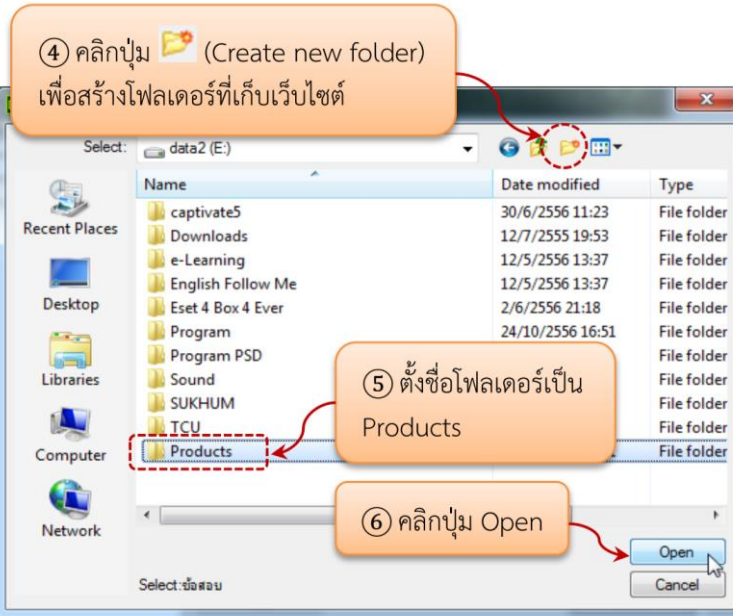 ④ คลิกปุ่ม (Create new folder)
เพื่อสร้างโฟลเดอร์ที่เก็บเว็บไซต์
Select: data2 (E:)
Name Date modified Type
captivate5 30/6/2556 11:23 File folder
Downloads 12/7/2555 19:53 File folder
e-Learning 12/5/2556 13:37 File folder
English Follow Me 12/5/2556 13:37 File folder
Eset 4 Box 4 Ever 2/6/2556 21:18 File folder
Program 24/10/2556 16:51 File folder
Program PSD File folder
Sound File folder
SUKHUM File folder
TCU File folder
Products File folder
Recent Places
Desktop
Libraries
Computer
Network
⑤ ตั้งชื่อโฟลเดอร์เป็น
Products
⑥ คลิกปุ่ม Open
Open
Select:ข้อสอบ
Cancel